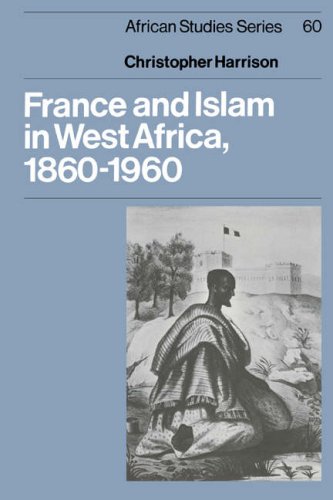 African Studies Series 60
Christopher Harrison
France and Islam
in West Africa,
1860-1960